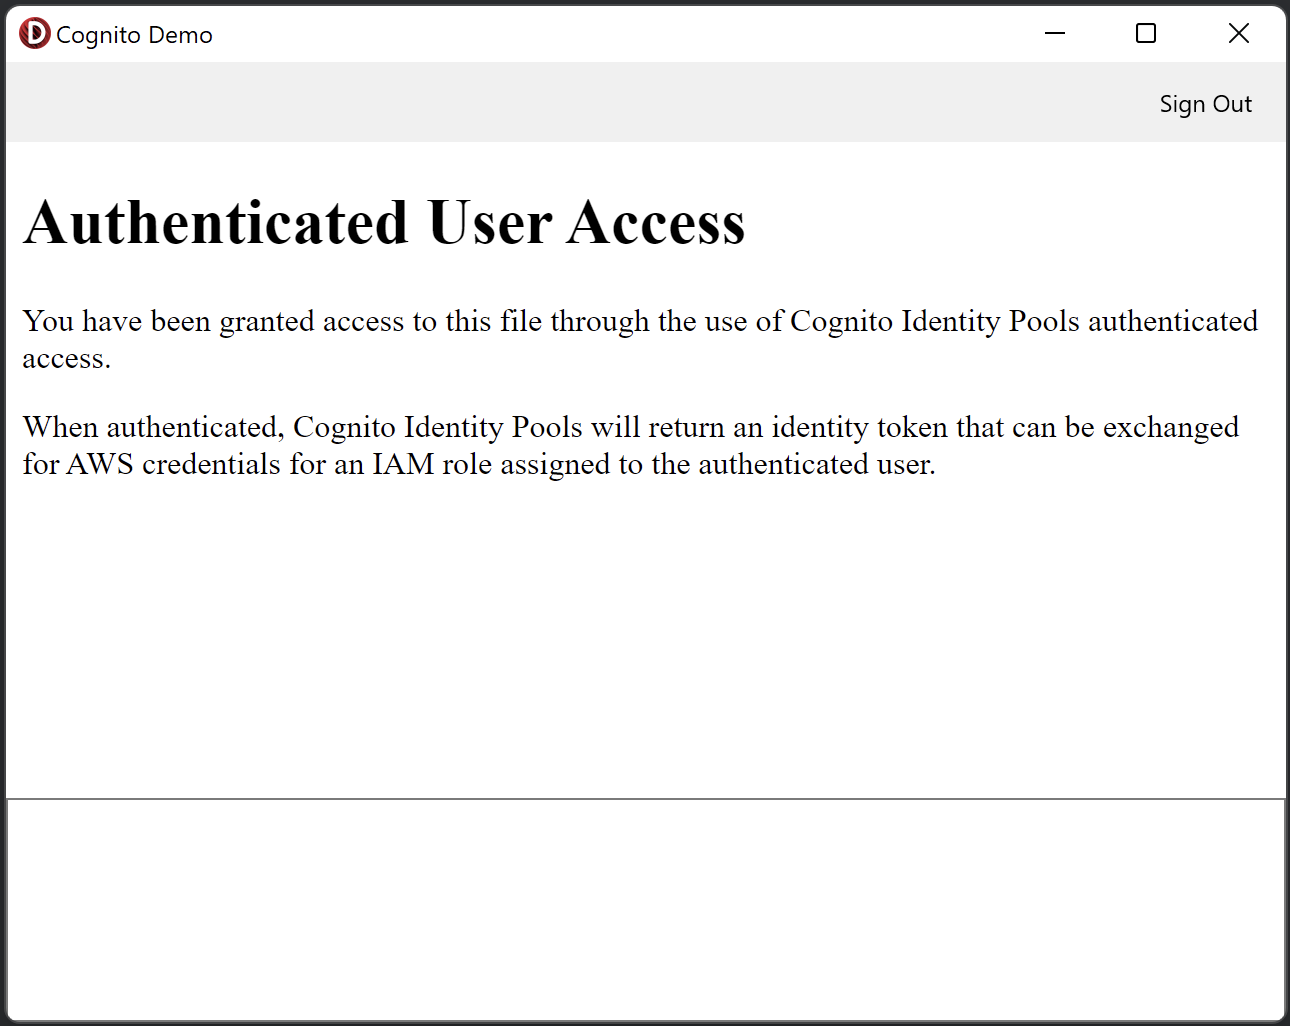 Cognito Demo
Sign Out
Authenticated User Access
You have been granted access to this file through the use of Cognito Identity Pools authenticated
access.
When authenticated, Cognito Identity Pools will return an identity token that can be exchanged
for AWS credentials for an IAM role assigned to the authenticated user.